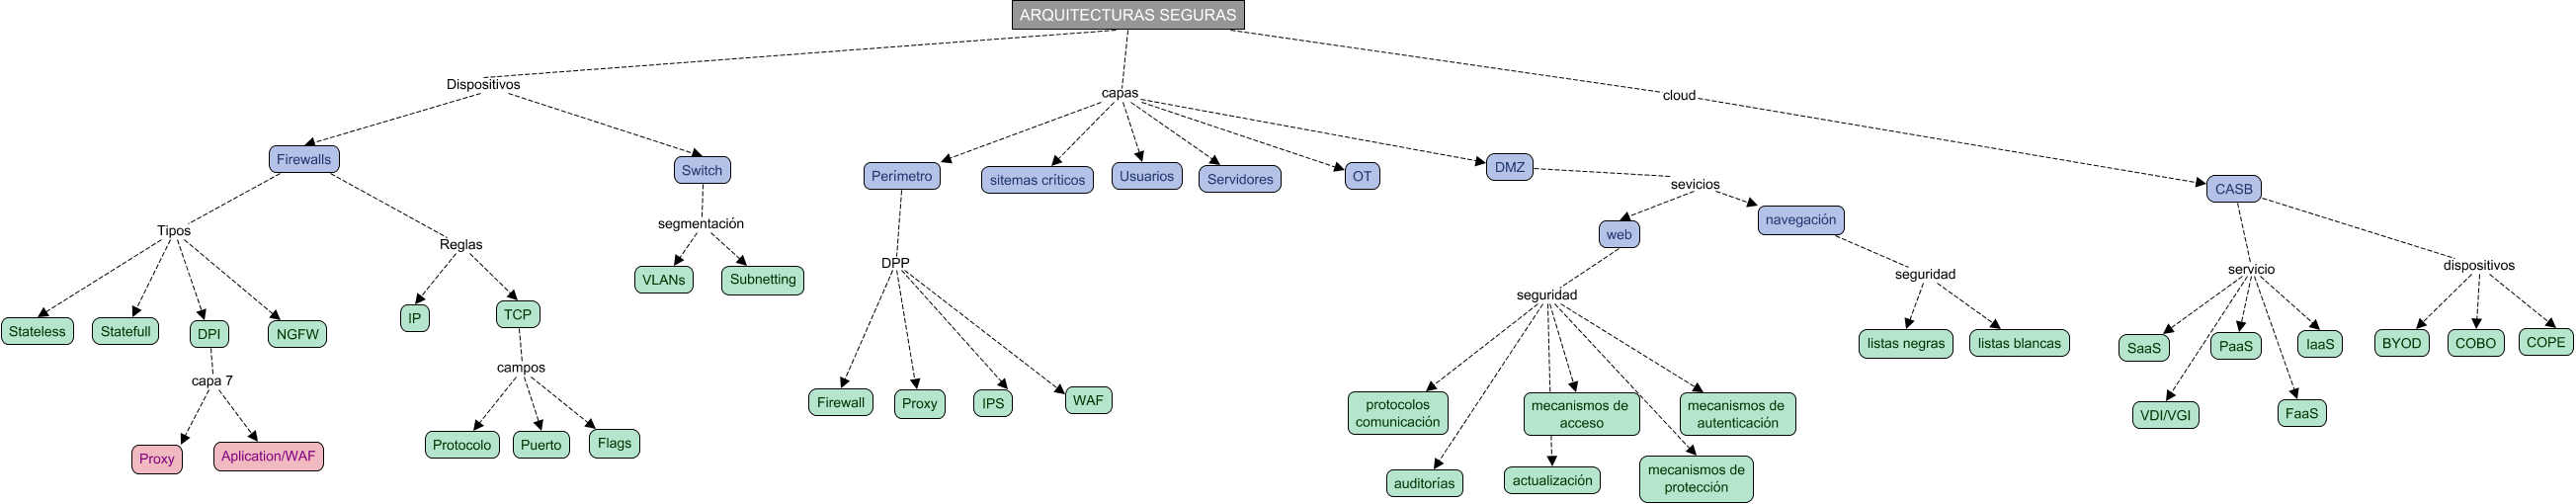 ARQUITECTURAS SEGURAS
Dispositivos
capas
cloud
Firewalls
Switch
Perímetro
sitemas críticos
Usuarios
Servidores
OT
DMZ
sevicios
CASB
Tipos
Reglas
segmentación
DPP
web
navegación
servicio
dispositivos
VLANs
Subnetting
seguridad
seguridad
Stateless
Statefull
DPI
NGFW
IP
TCP
listas negras
listas blancas
SaaS
PaaS
IaaS
BYOD
COBO
COPE
capa 7
campos
Firewall
Proxy
IPS
WAF
protocolos
comunicación
mecanismos de
acceso
mecanismos de
autenticación
VDI/VGI
FaaS
Proxy
Aplication/WAF
Protocolo
Puerto
Flags
auditorías
actualización
mecanismos de
protección